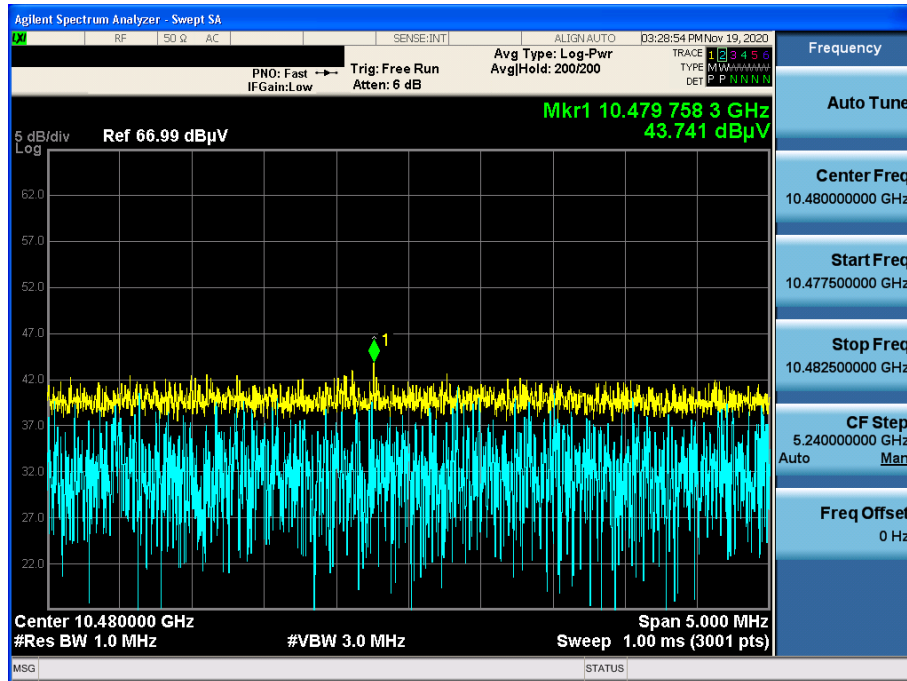 Agilent Spectrum Analyzer - Swept SA
LXI RF 50 Ω AC SENSE:INT ALIGN AUTO 03:28:54 PM Nov 19, 2020
Frequency
PNO: Fast Trig: Free Run Avg Type: Log-Pwr TRACE 1 2 3 4 5 6
IFGain:Low Atten: 6 dB Avg|Hold: 200/200 TYPE M W W W W W
DET P P N N N N
Auto Tune
Mkr1 10.479 758 3 GHz
5 dB/div Ref 66.99 dBµV 43.741 dBµV
Log
62.0
57.0
52.0
47.0
42.0
37.0
32.0
27.0
22.0
1
Center Freq
10.480000000 GHz
Start Freq
10.477500000 GHz
Stop Freq
10.482500000 GHz
CF Step
5.240000000 GHz
Auto Man
Freq Offset
0 Hz
Center 10.480000 GHz Span 5.000 MHz
#Res BW 1.0 MHz #VBW 3.0 MHz Sweep 1.00 ms (3001 pts)
MSG STATUS